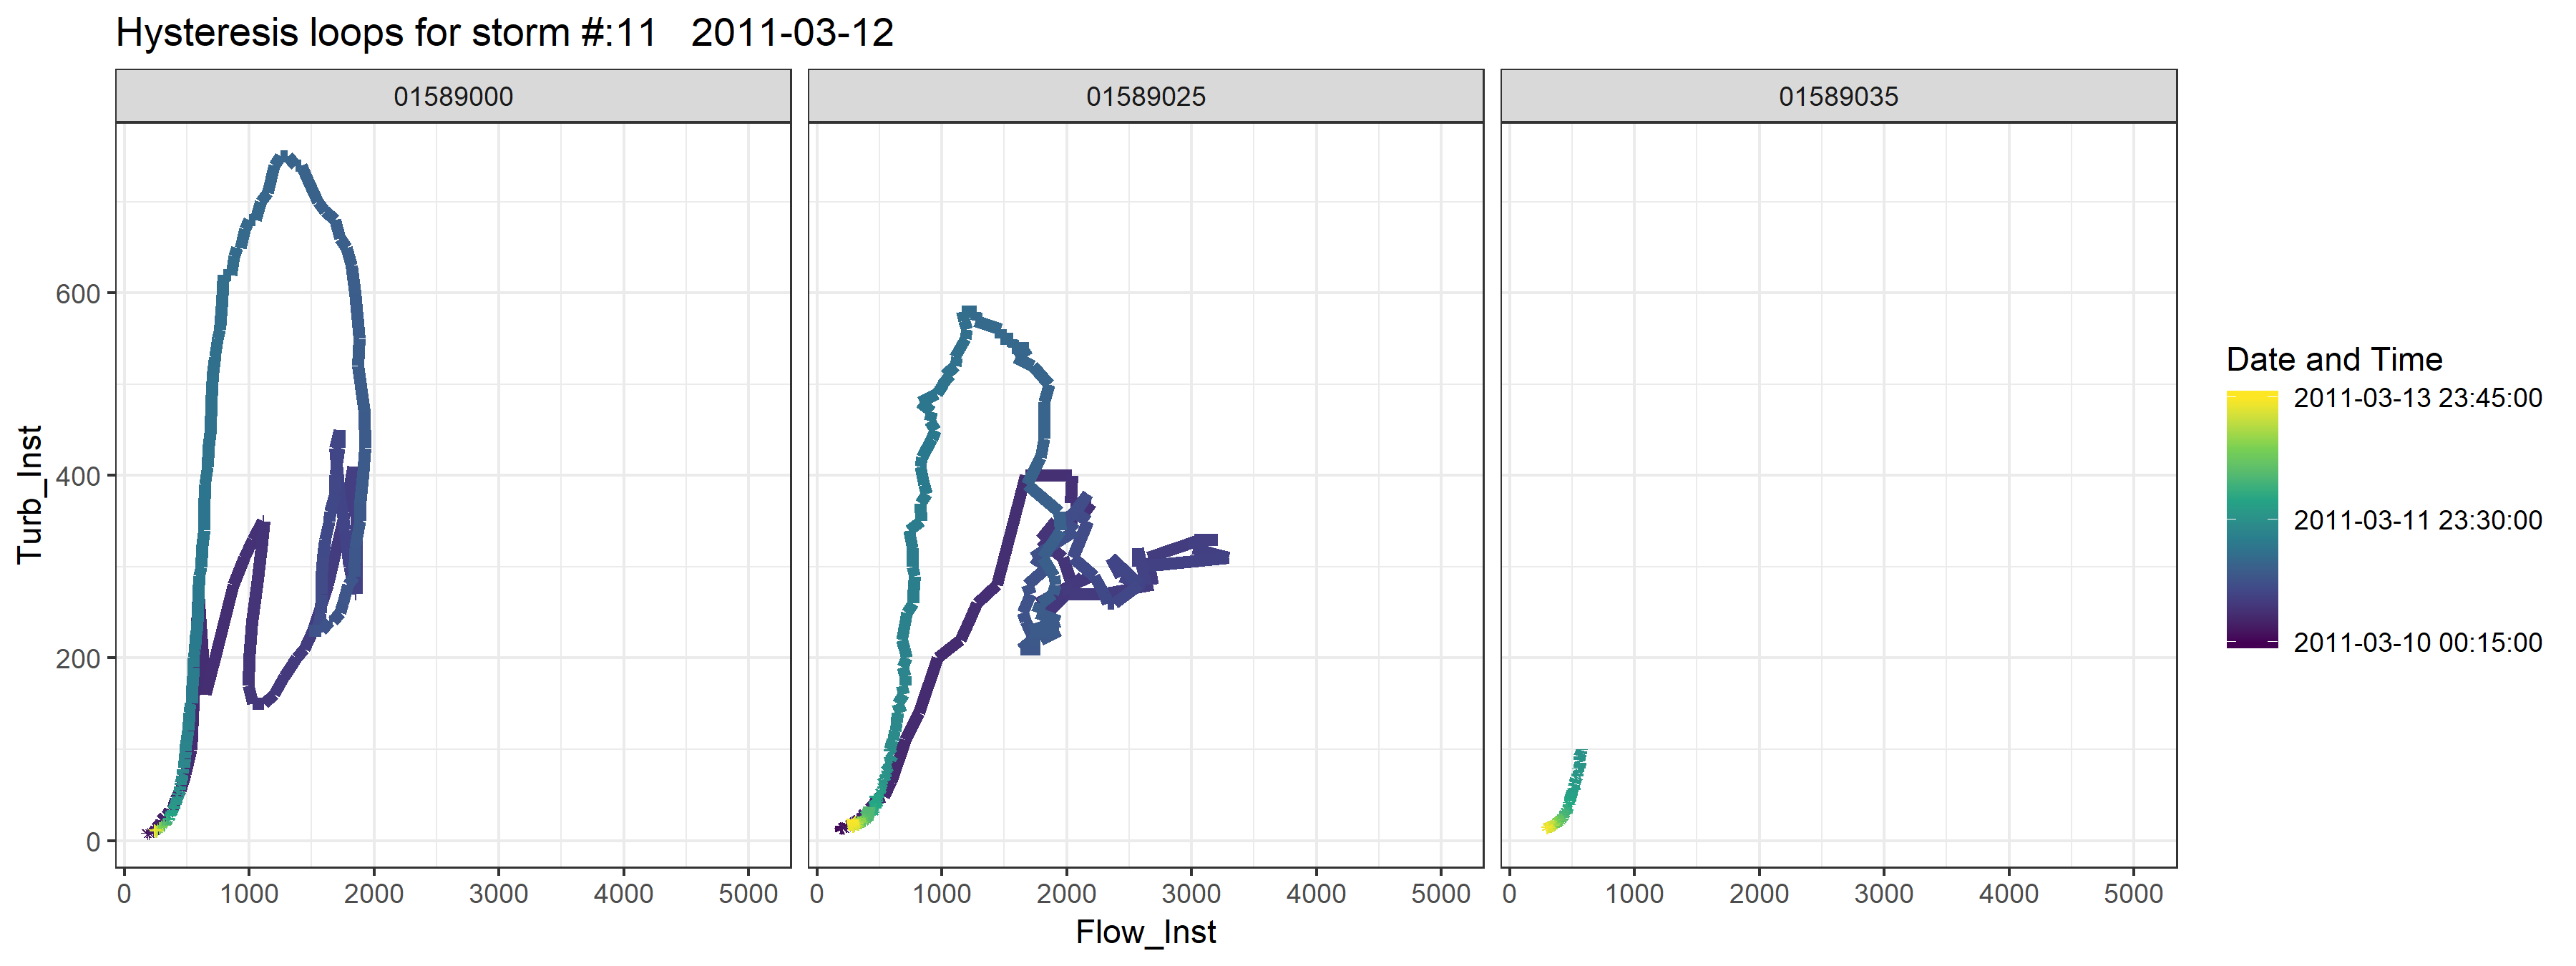 Hysteresis loops for storm #:11   2011-03-12
01589000
01589025
01589035
Turb_Inst
600
400
200
0
0 1000 2000 3000 4000 5000
0 1000 2000 3000 4000 5000
0 1000 2000 3000 4000 5000
Flow_Inst
Date and Time
2011-03-13 23:45:00
2011-03-11 23:30:00
2011-03-10 00:15:00